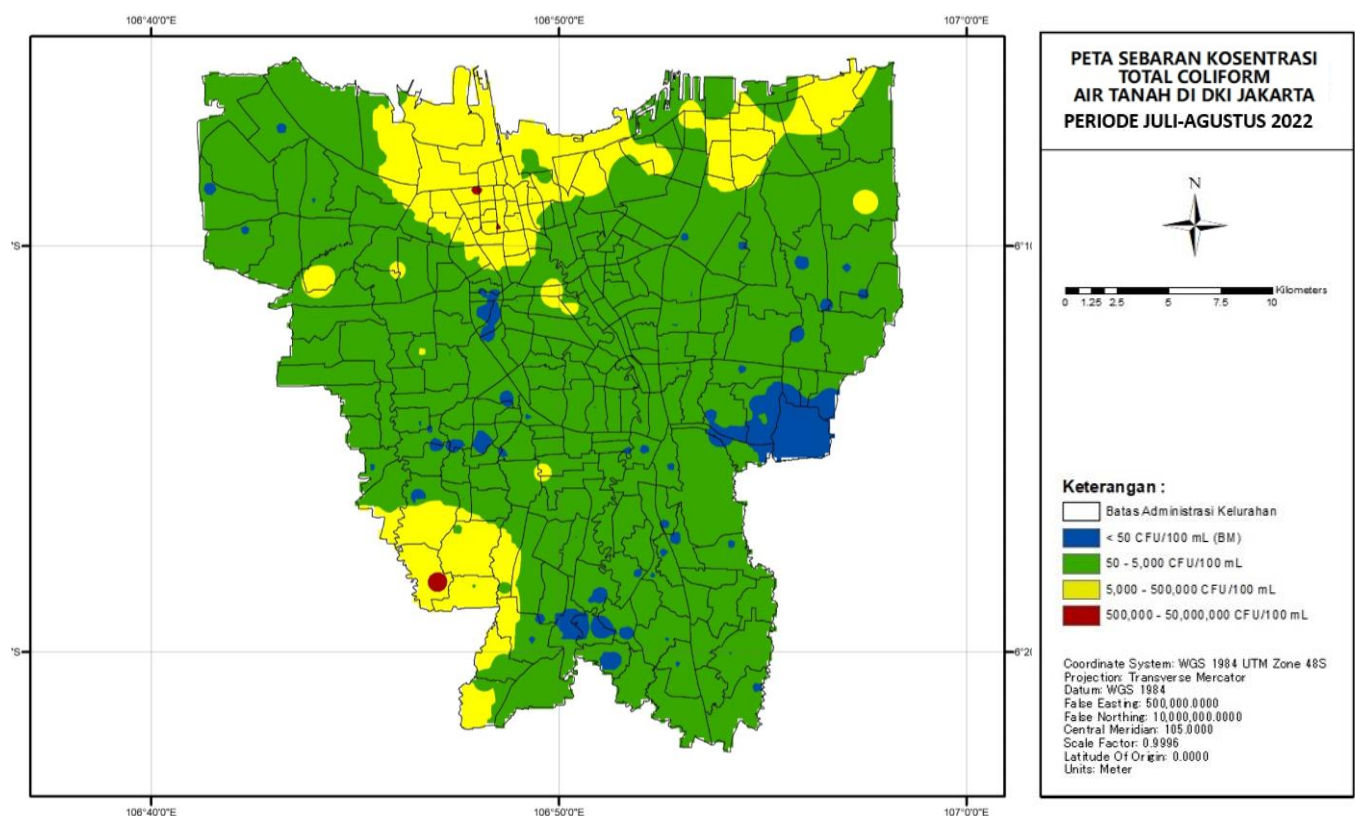 106°40'0"E
106°50'0"E
107°0'0"E
'S
6°10
'S
6°20
106°40'0"E
106°50'0"E
107°0'0"E
PETA SEBARAN KOSENTRASI
TOTAL COLIFORM
AIR TANAH DI DKI JAKARTA
PERIODE JULI-AGUSTUS 2022
N
Kilometers
0 1.25 2.5 5 7.5 10
Keterangan :
Batas Administrasi Kelurahan
< 50 CFU/100 mL (BM)
50 - 5,000 CFU/100 mL
5,000 - 500,000 CFU/100 mL
500,000 - 50,000,000 CFU/100 mL
Coordinate System: WGS 1984 UTM Zone 48S
Projection: Transverse Mercator
Datum: WGS 1984
False Easting: 500,000.0000
False Northing: 10,000,000.0000
Central Meridian: 105.0000
Scale Factor: 0.9996
Latitude Of Origin: 0.0000
Units: Meter